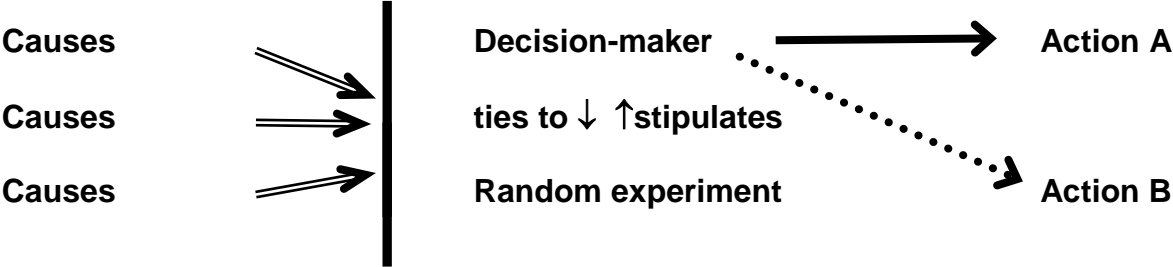 Causes Decision-maker Action A
Causes ties to ↓ ↑stipulates
Causes Random experiment Action B